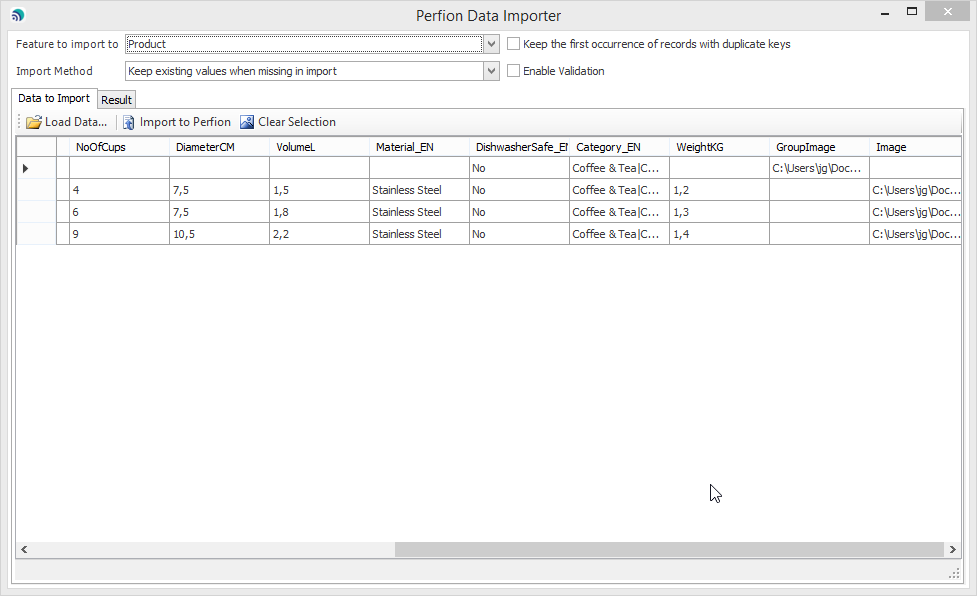 Perfion Data Importer
Feature to import to Product Keep the first occurrence of records with duplicate keys
Import Method Keep existing values when missing in import Enable Validation
Data to Import Result
Load Data... Import to Perfion Clear Selection
NoOfCups DiameterCM VolumeL Material_EN DishwasherSafe_EN Category_EN WeightKG GroupImage Image
No Coffee & Tea|C... C:\Users\jg\Doc...
4 7,5 1,5 Stainless Steel No Coffee & Tea|C... 1,2 C:\Users\jg\Doc...
6 7,5 1,8 Stainless Steel No Coffee & Tea|C... 1,3 C:\Users\jg\Doc...
9 10,5 2,2 Stainless Steel No Coffee & Tea|C... 1,4 C:\Users\jg\Doc...